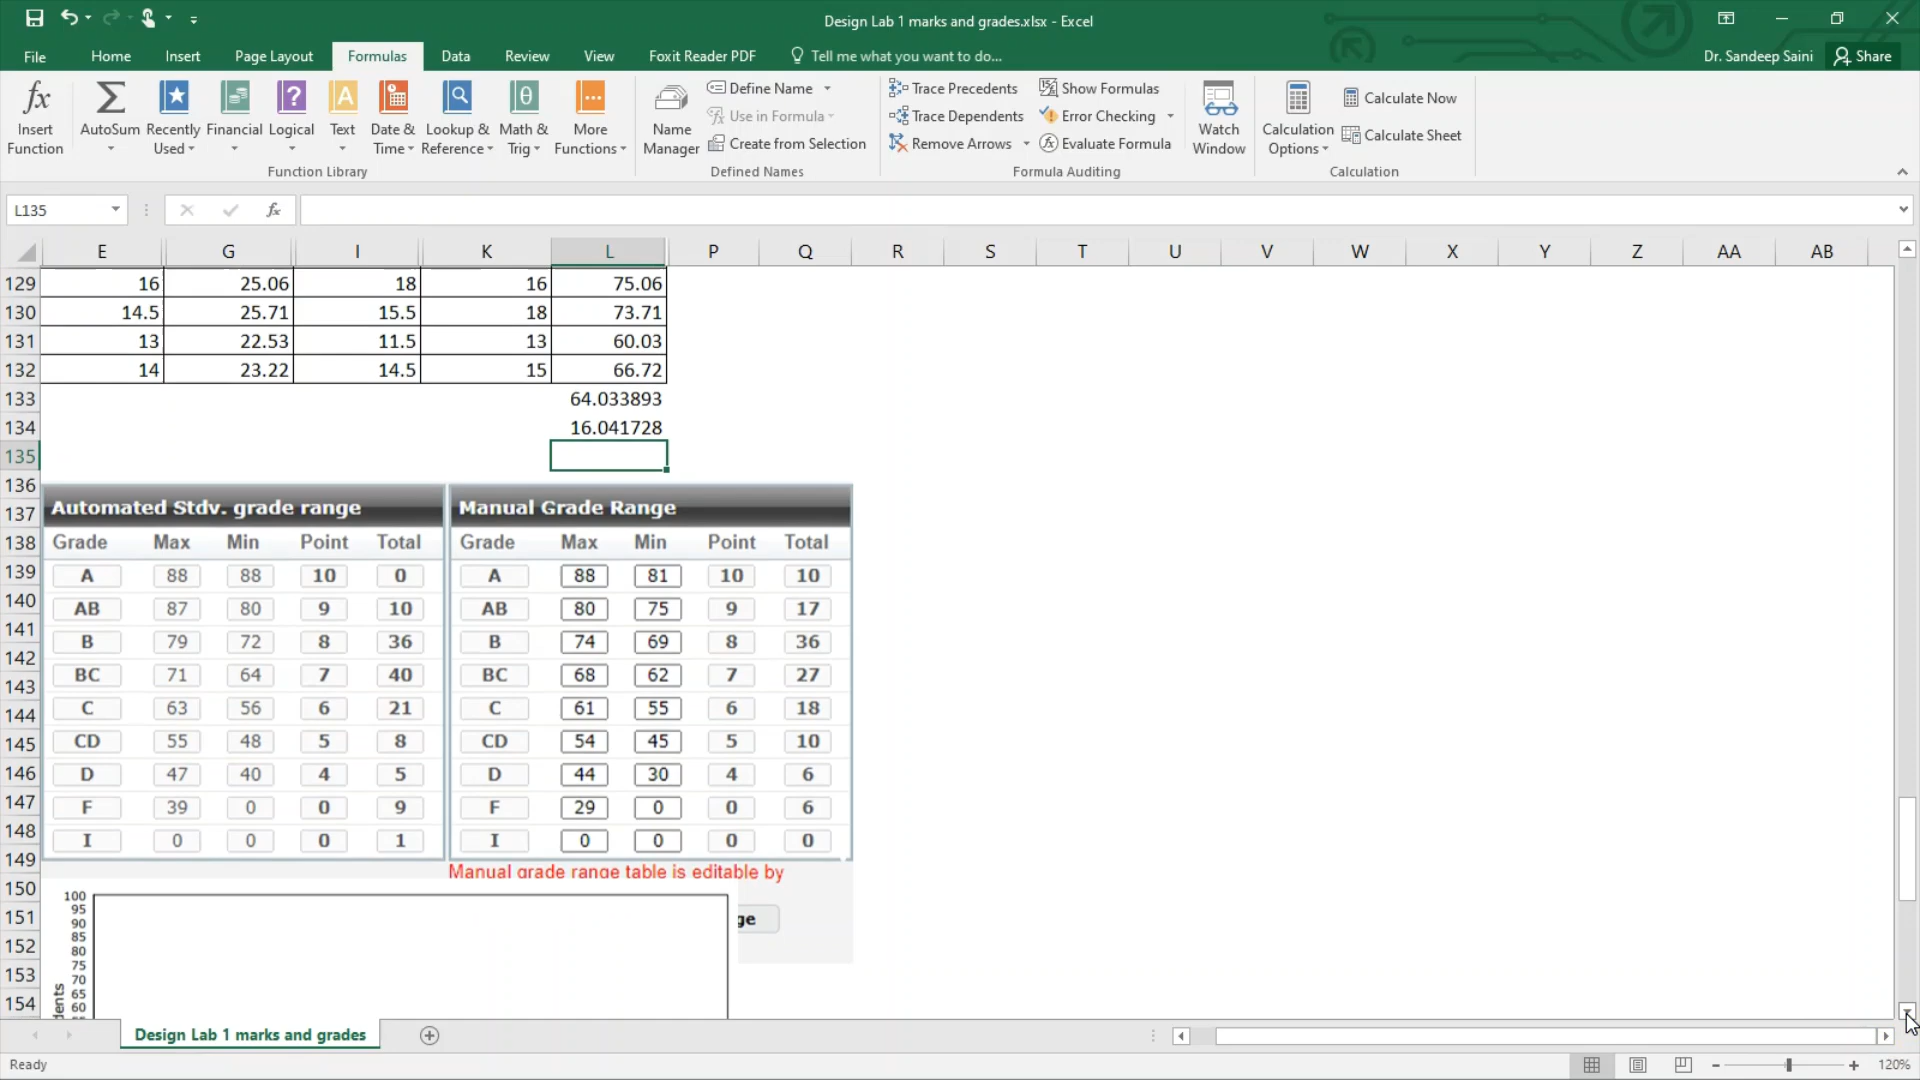 Design Lab 1 marks and grades.xlsx - Excel
File Home Insert Page Layout Formulas Data Review View Foxit Reader PDF Tell me what you want to do... Dr. Sandeep Saini Share
fx Insert Function
Σ AutoSum
Recently Used
Financial
? Logical
A Text
Date & Time
Lookup & Reference
θ Math & Trig
More Functions
Function Library
Name Manager
Define Name
Use in Formula
Create from Selection
Defined Names
Trace Precedents
Trace Dependents
Remove Arrows
Show Formulas
Error Checking
Evaluate Formula
Formula Auditing
Watch Window
Calculation Options
Calculate Now
Calculate Sheet
Calculation
L135 fx
E G I K L P Q R S T U V W X Y Z AA AB
129 16 25.06 18 16 75.06
130 14.5 25.71 15.5 18 73.71
131 13 22.53 11.5 13 60.03
132 14 23.22 14.5 15 66.72
133 64.033893
134 16.041728
135
136
137
138
139
140
141
142
143
144
145
146
147
148
149
150
151
152
153
154
Automated Stdv. grade range
Grade Max Min Point Total
A 88 88 10 0
AB 87 80 9 10
B 79 72 8 36
BC 71 64 7 40
C 63 56 6 21
CD 55 48 5 8
D 47 40 4 5
F 39 0 0 9
I 0 0 0 1
Manual Grade Range
Grade Max Min Point Total
A 88 81 10 10
AB 80 75 9 17
B 74 69 8 36
BC 68 62 7 27
C 61 55 6 18
CD 54 45 5 10
D 44 30 4 6
F 29 0 0 6
I 0 0 0 0
Manual grade range table is editable by
ge
100
95
90
85
80
75
70
65
60
dents
Design Lab 1 marks and grades
Ready 120%